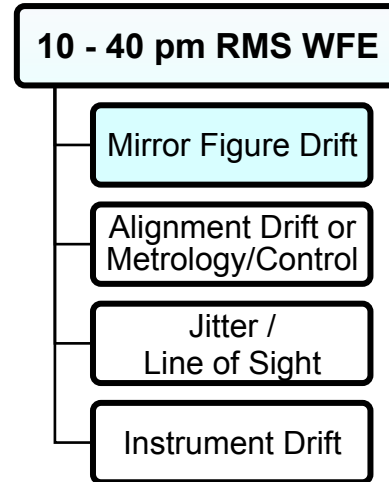 10 - 40 pm RMS WFE
Mirror Figure Drift
Alignment Drift or
Metrology/Control
Jitter /
Line of Sight
Instrument Drift